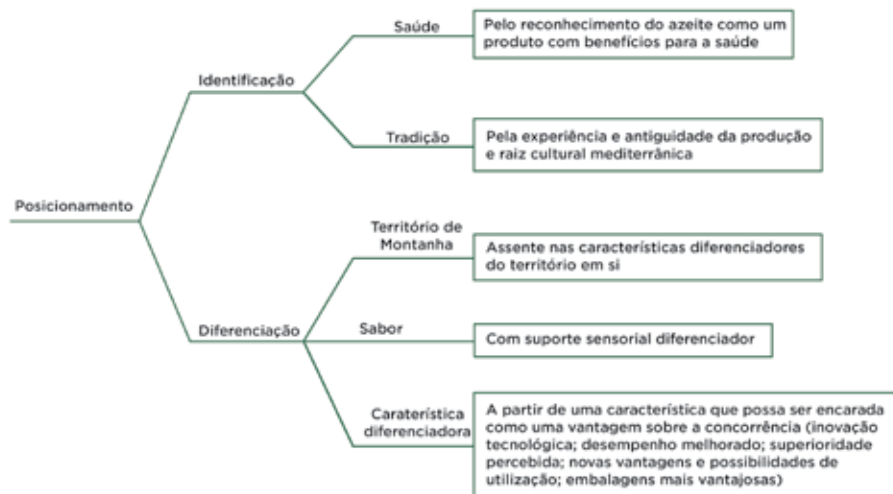 Saúde
Pelo reconhecimento do azeite como um
produto com benefícios para a saúde
Identificação
Tradição
Pela experiência e antiguidade da produção
e raiz cultural mediterrânica
Posicionamento
Território de
Montanha
Assente nas características diferenciadores
do território em si
Diferenciação
Sabor
Com suporte sensorial diferenciador
Caraterística
diferenciadora
A partir de uma característica que possa ser encarada
como uma vantagem sobre a concorrência (inovação
tecnológica; desempenho melhorado; superioridade
percebida; novas vantagens e possibilidades de
utilização; embalagens mais vantajosas)